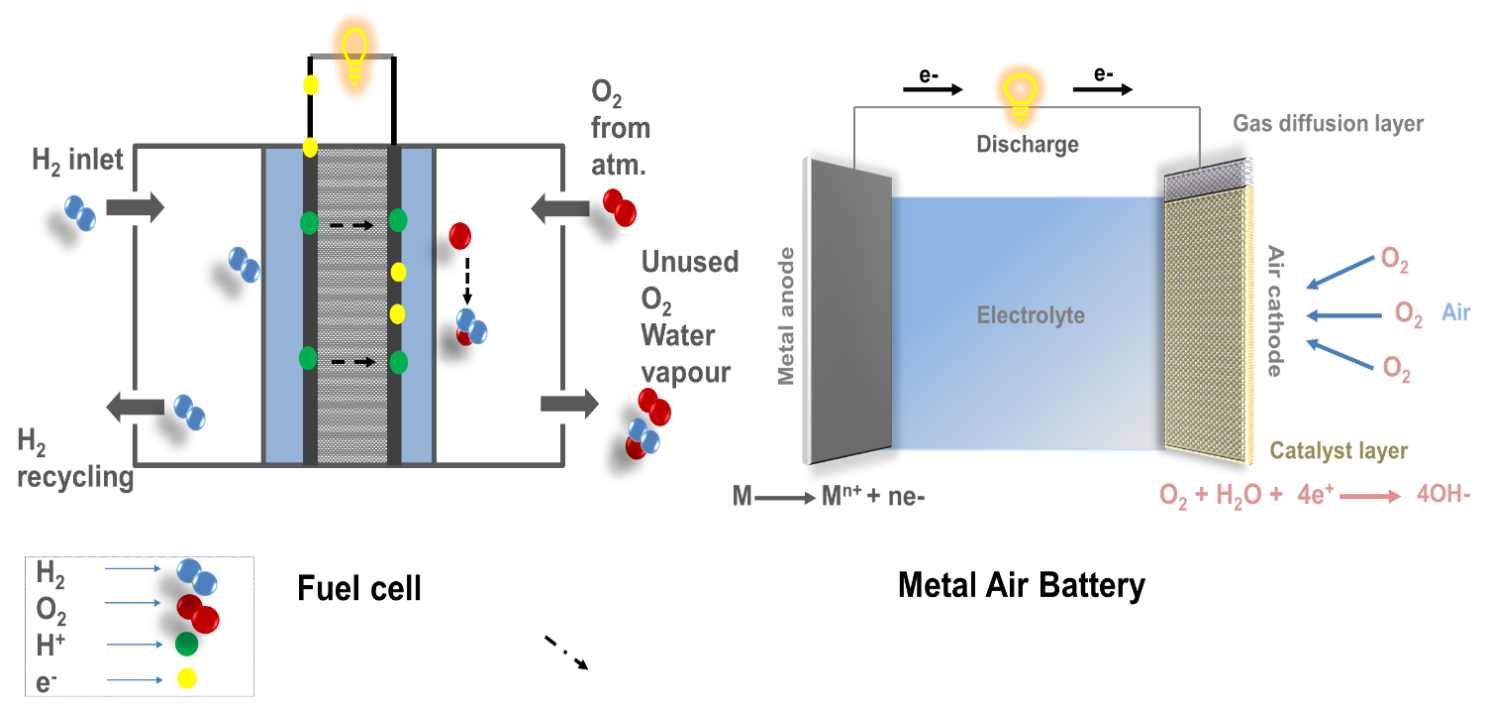 H₂ inlet
O₂
from
atm.
Unused
O₂
Water
vapour
H₂
recycling
H₂
O₂
H⁺
e⁻
Fuel cell
e-
e-
Discharge
Gas diffusion layer
Metal anode
Electrolyte
Air cathode
O₂
O₂ Air
O₂
Catalyst layer
M → Mⁿ⁺ + ne-
O₂ + H₂O + 4e⁺ → 4OH-
Metal Air Battery